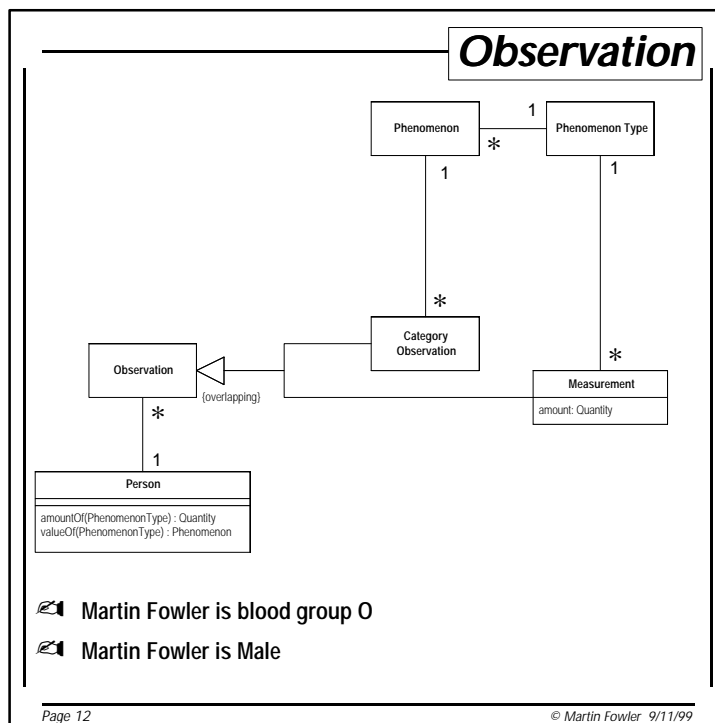 Observation
1
Phenomenon
Phenomenon Type
*
1
1
*
Category
Observation
*
Observation
Measurement
{overlapping}
amount: Quantity
*
1
Person
amountOf(PhenomenonType) : Quantity
valueOf(PhenomenonType) : Phenomenon
Martin Fowler is blood group O
Martin Fowler is Male
Page 12
© Martin Fowler 9/11/99